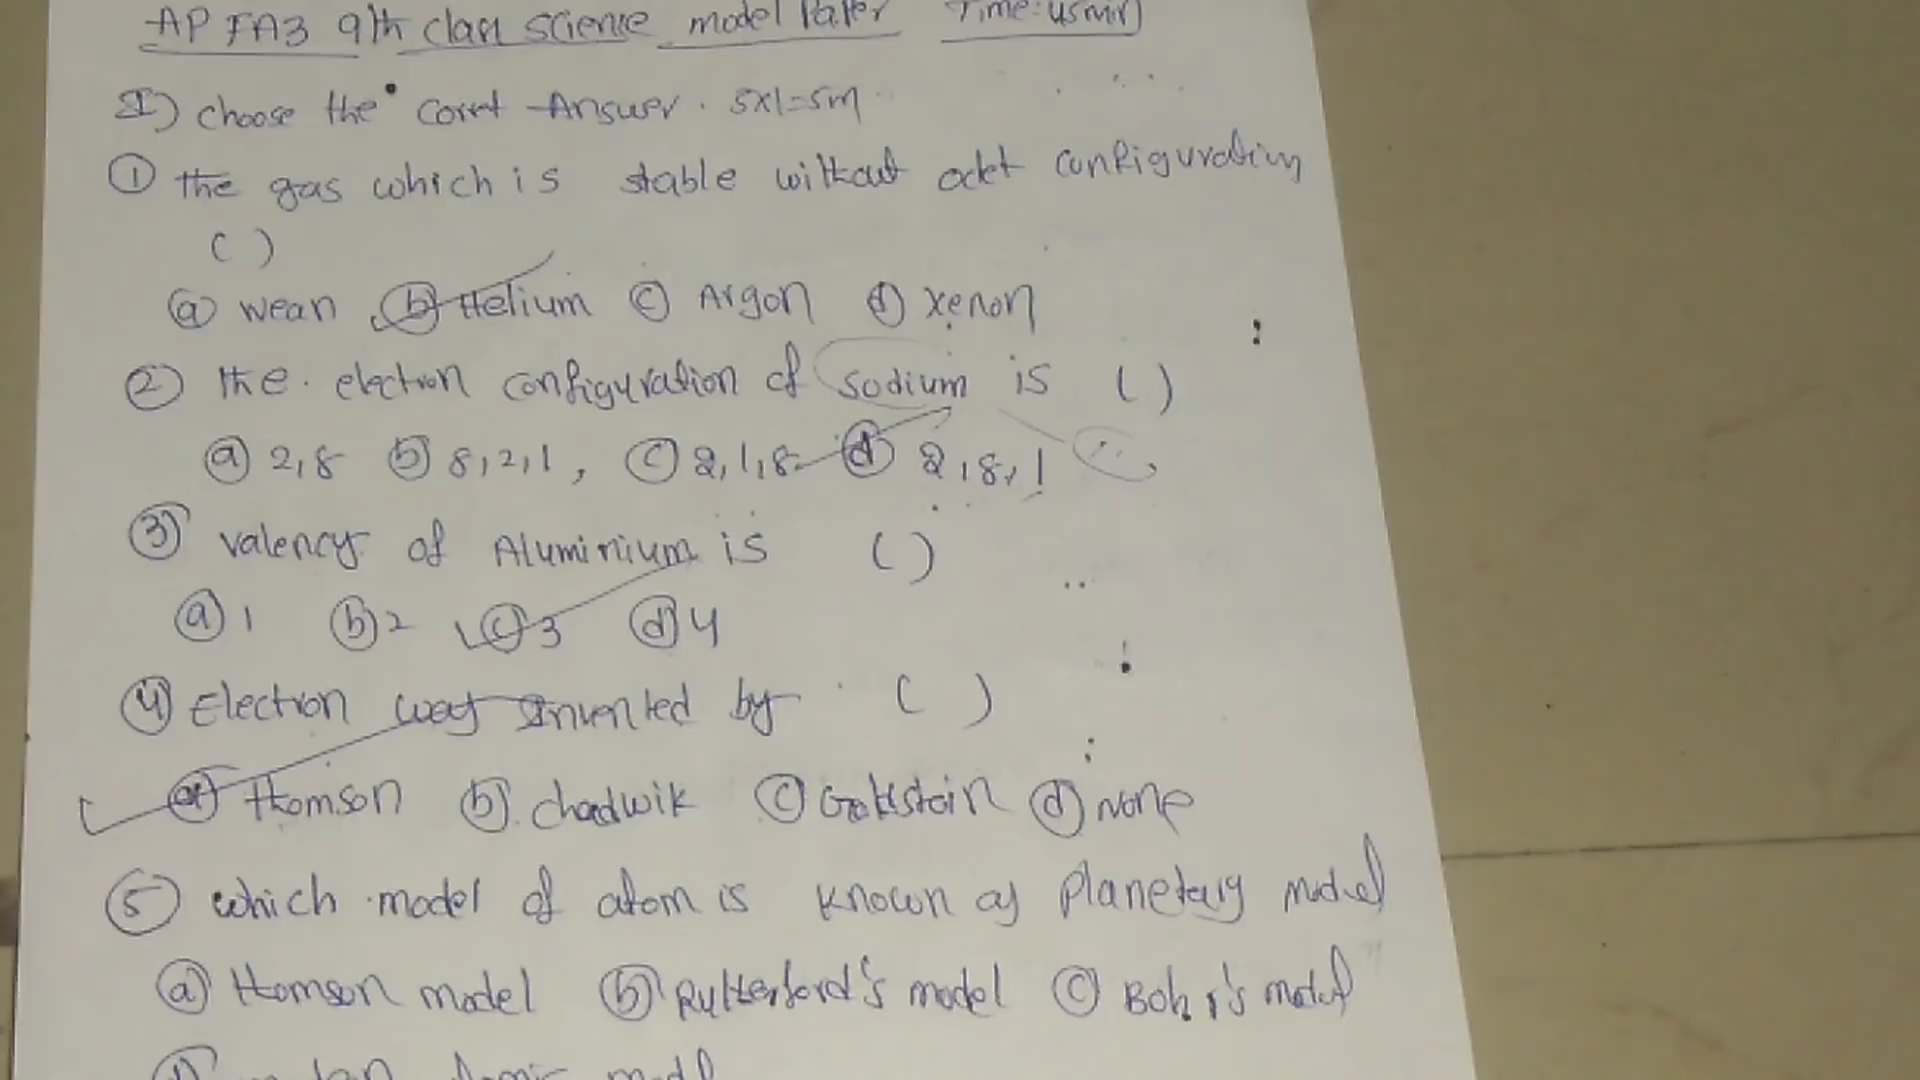 AP FA3 9th class science model Paper Time: 45 min
I) choose the corret Answer. 5x1=5M
① the gas which is stable without octet configuration
( )
ⓐ wean ⓑ Helium ⓒ Argon ⓓ Xenon
② the electron configuration of Sodium is ( )
ⓐ 2,8 ⓑ 8,2,1, ⓒ 2,1,8 ⓓ 2,8,1
③ valency of Aluminium is ( )
ⓐ 1 ⓑ 2 ⓒ 3 ⓓ 4
④ Electron was Invented by ( )
ⓐ Thomson ⓑ chadwik ⓒ Goldstein ⓓ None
⑤ which model of atom is known as Planetary model
ⓐ Thomson model ⓑ Rutherford's model ⓒ Bohr's model